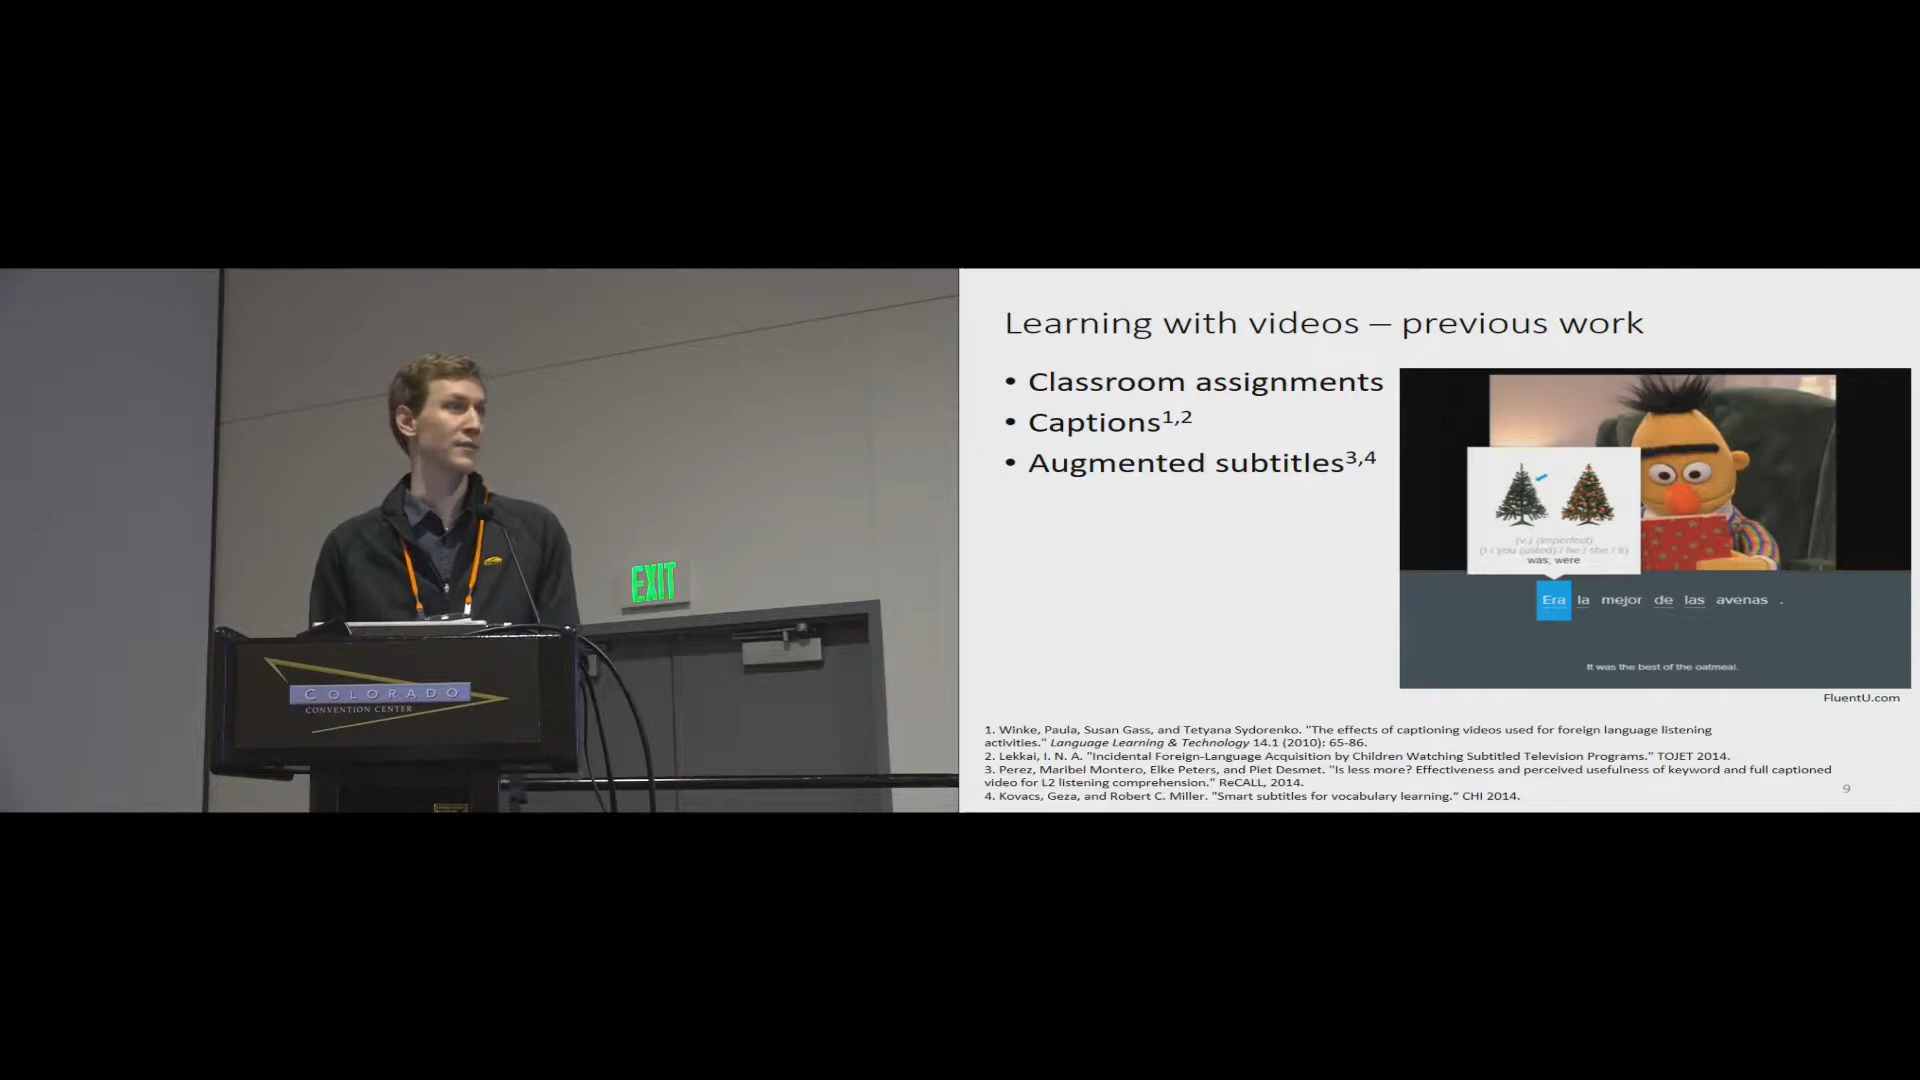 EXIT
COLORADO
CONVENTION CENTER
Learning with videos – previous work
• Classroom assignments
• Captions1,2
• Augmented subtitles3,4
(v.) (imperfect)
(I / you (usted) / he / she / it)
was; were
Era la mejor de las avenas .
It was the best of the oatmeal.
FluentU.com
1. Winke, Paula, Susan Gass, and Tetyana Sydorenko. "The effects of captioning videos used for foreign language listening
activities." Language Learning & Technology 14.1 (2010): 65-86.
2. Lekkai, I. N. A. "Incidental Foreign-Language Acquisition by Children Watching Subtitled Television Programs." TOJET 2014.
3. Perez, Maribel Montero, Elke Peters, and Piet Desmet. "Is less more? Effectiveness and perceived usefulness of keyword and full captioned
video for L2 listening comprehension." ReCALL, 2014.
4. Kovacs, Geza, and Robert C. Miller. "Smart subtitles for vocabulary learning." CHI 2014.
9